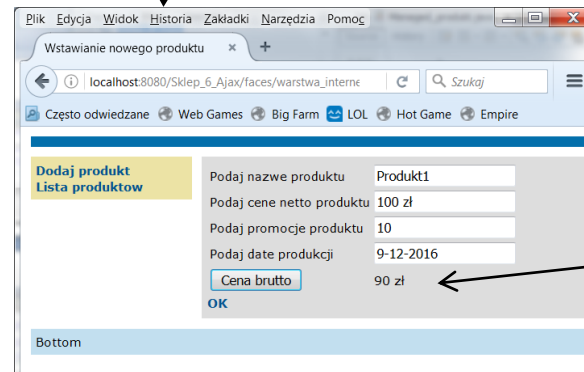 Plik Edycja Widok Historia Zakładki Narzędzia Pomoc
Wstawianie nowego produktu × +
localhost:8080/Sklep_6_Ajax/faces/warstwa_interne Szukaj
Często odwiedzane Web Games Big Farm LOL Hot Game Empire
Dodaj produkt
Lista produktow
Podaj nazwe produktu Produkt1
Podaj cene netto produktu 100 zł
Podaj promocje produktu 10
Podaj date produkcji 9-12-2016
Cena brutto 90 zł
OK
Bottom